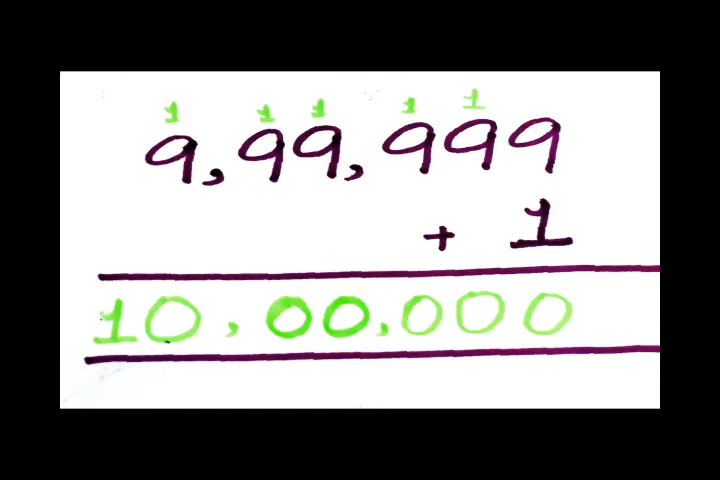 1 1 1 1 1
9,99,999
+ 1
10,00,000